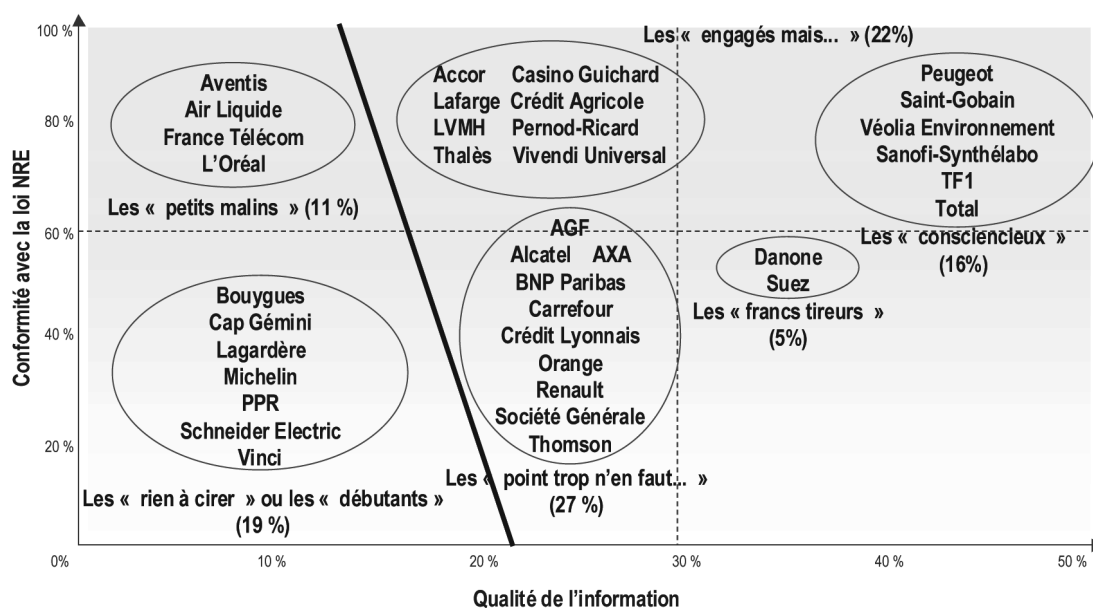 100 %
80 %
60 %
40 %
20 %
Conformité avec la loi NRE
Les « engagés mais... » (22%)
Aventis
Air Liquide
France Télécom
L’Oréal
Les « petits malins » (11 %)
Accor Casino Guichard
Lafarge Crédit Agricole
LVMH Pernod-Ricard
Thalès Vivendi Universal
Peugeot
Saint-Gobain
Véolia Environnement
Sanofi-Synthélabo
TF1
Total
Les « consciencieux »
(16%)
Bouygues
Cap Gémini
Lagardère
Michelin
PPR
Schneider Electric
Vinci
Les « rien à cirer » ou les « débutants »
(19 %)
AGF
Alcatel AXA
BNP Paribas
Carrefour
Crédit Lyonnais
Orange
Renault
Société Générale
Thomson
Les « point trop n’en faut... »
(27 %)
Danone
Suez
Les « francs tireurs »
(5%)
0% 10 % 20 % 30 % 40 % 50 %
Qualité de l’information